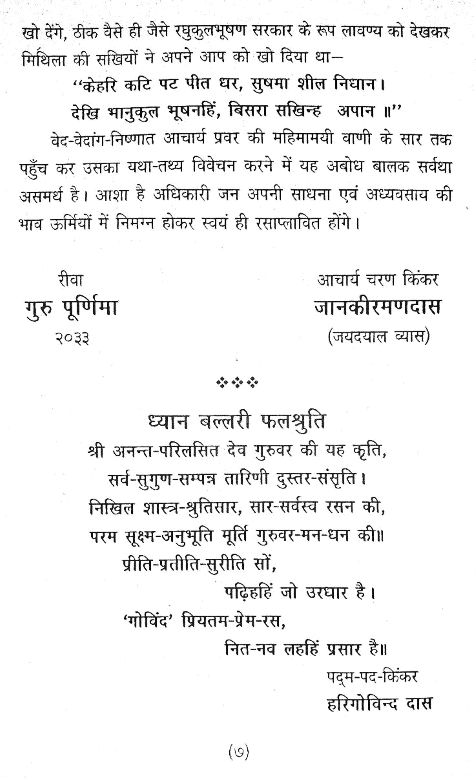 खो देंगे, ठीक वैसे ही जैसे रघुकुलभूषण सरकार के रूप लावण्य को देखकर
मिथिला की सखियों ने अपने आप को खो दिया था—
“केहरि कटि पट पीत धर, सुषमा शील निधान।
देखि भानुकुल भूषनहिं, बिसरा सखिन्ह अपान॥”
वेद-वेदांग-निष्णात आचार्य प्रवर की महिमामयी वाणी के सार तक
पहुँच कर उसका यथा-तथ्य विवेचन करने में यह अबोध बालक सर्वथा
असमर्थ है। आशा है अधिकारी जन अपनी साधना एवं अध्यवसाय की
भाव ऊर्मियों में निमग्न होकर स्वयं ही रसाप्लावित होंगे।
रीवा
गुरु पूर्णिमा
२०३३
आचार्य चरण किंकर
जानकीरमणदास
(जयदयाल व्यास)
ध्यान बल्लरी फलश्रुति
श्री अनन्त-परिलसित देव गुरुवर की यह कृति,
सर्व-सुगुण-सम्पन्न तारिणी दुस्तर-संसृति।
निखिल शास्त्र-श्रुतिसार, सार-सर्वस्व रसन की,
परम सूक्ष्म-अनुभूति मूर्ति गुरुवर-मन-धन की॥
प्रीति-प्रतीति-सुरीति सों,
पढ़िहहिं जो उरधार है।
‘गोविंद’ प्रियतम-प्रेम-रस,
नित-नव लहहिं प्रसार है॥
पद्म-पद-किंकर
हरिगोविन्द दास
(७)